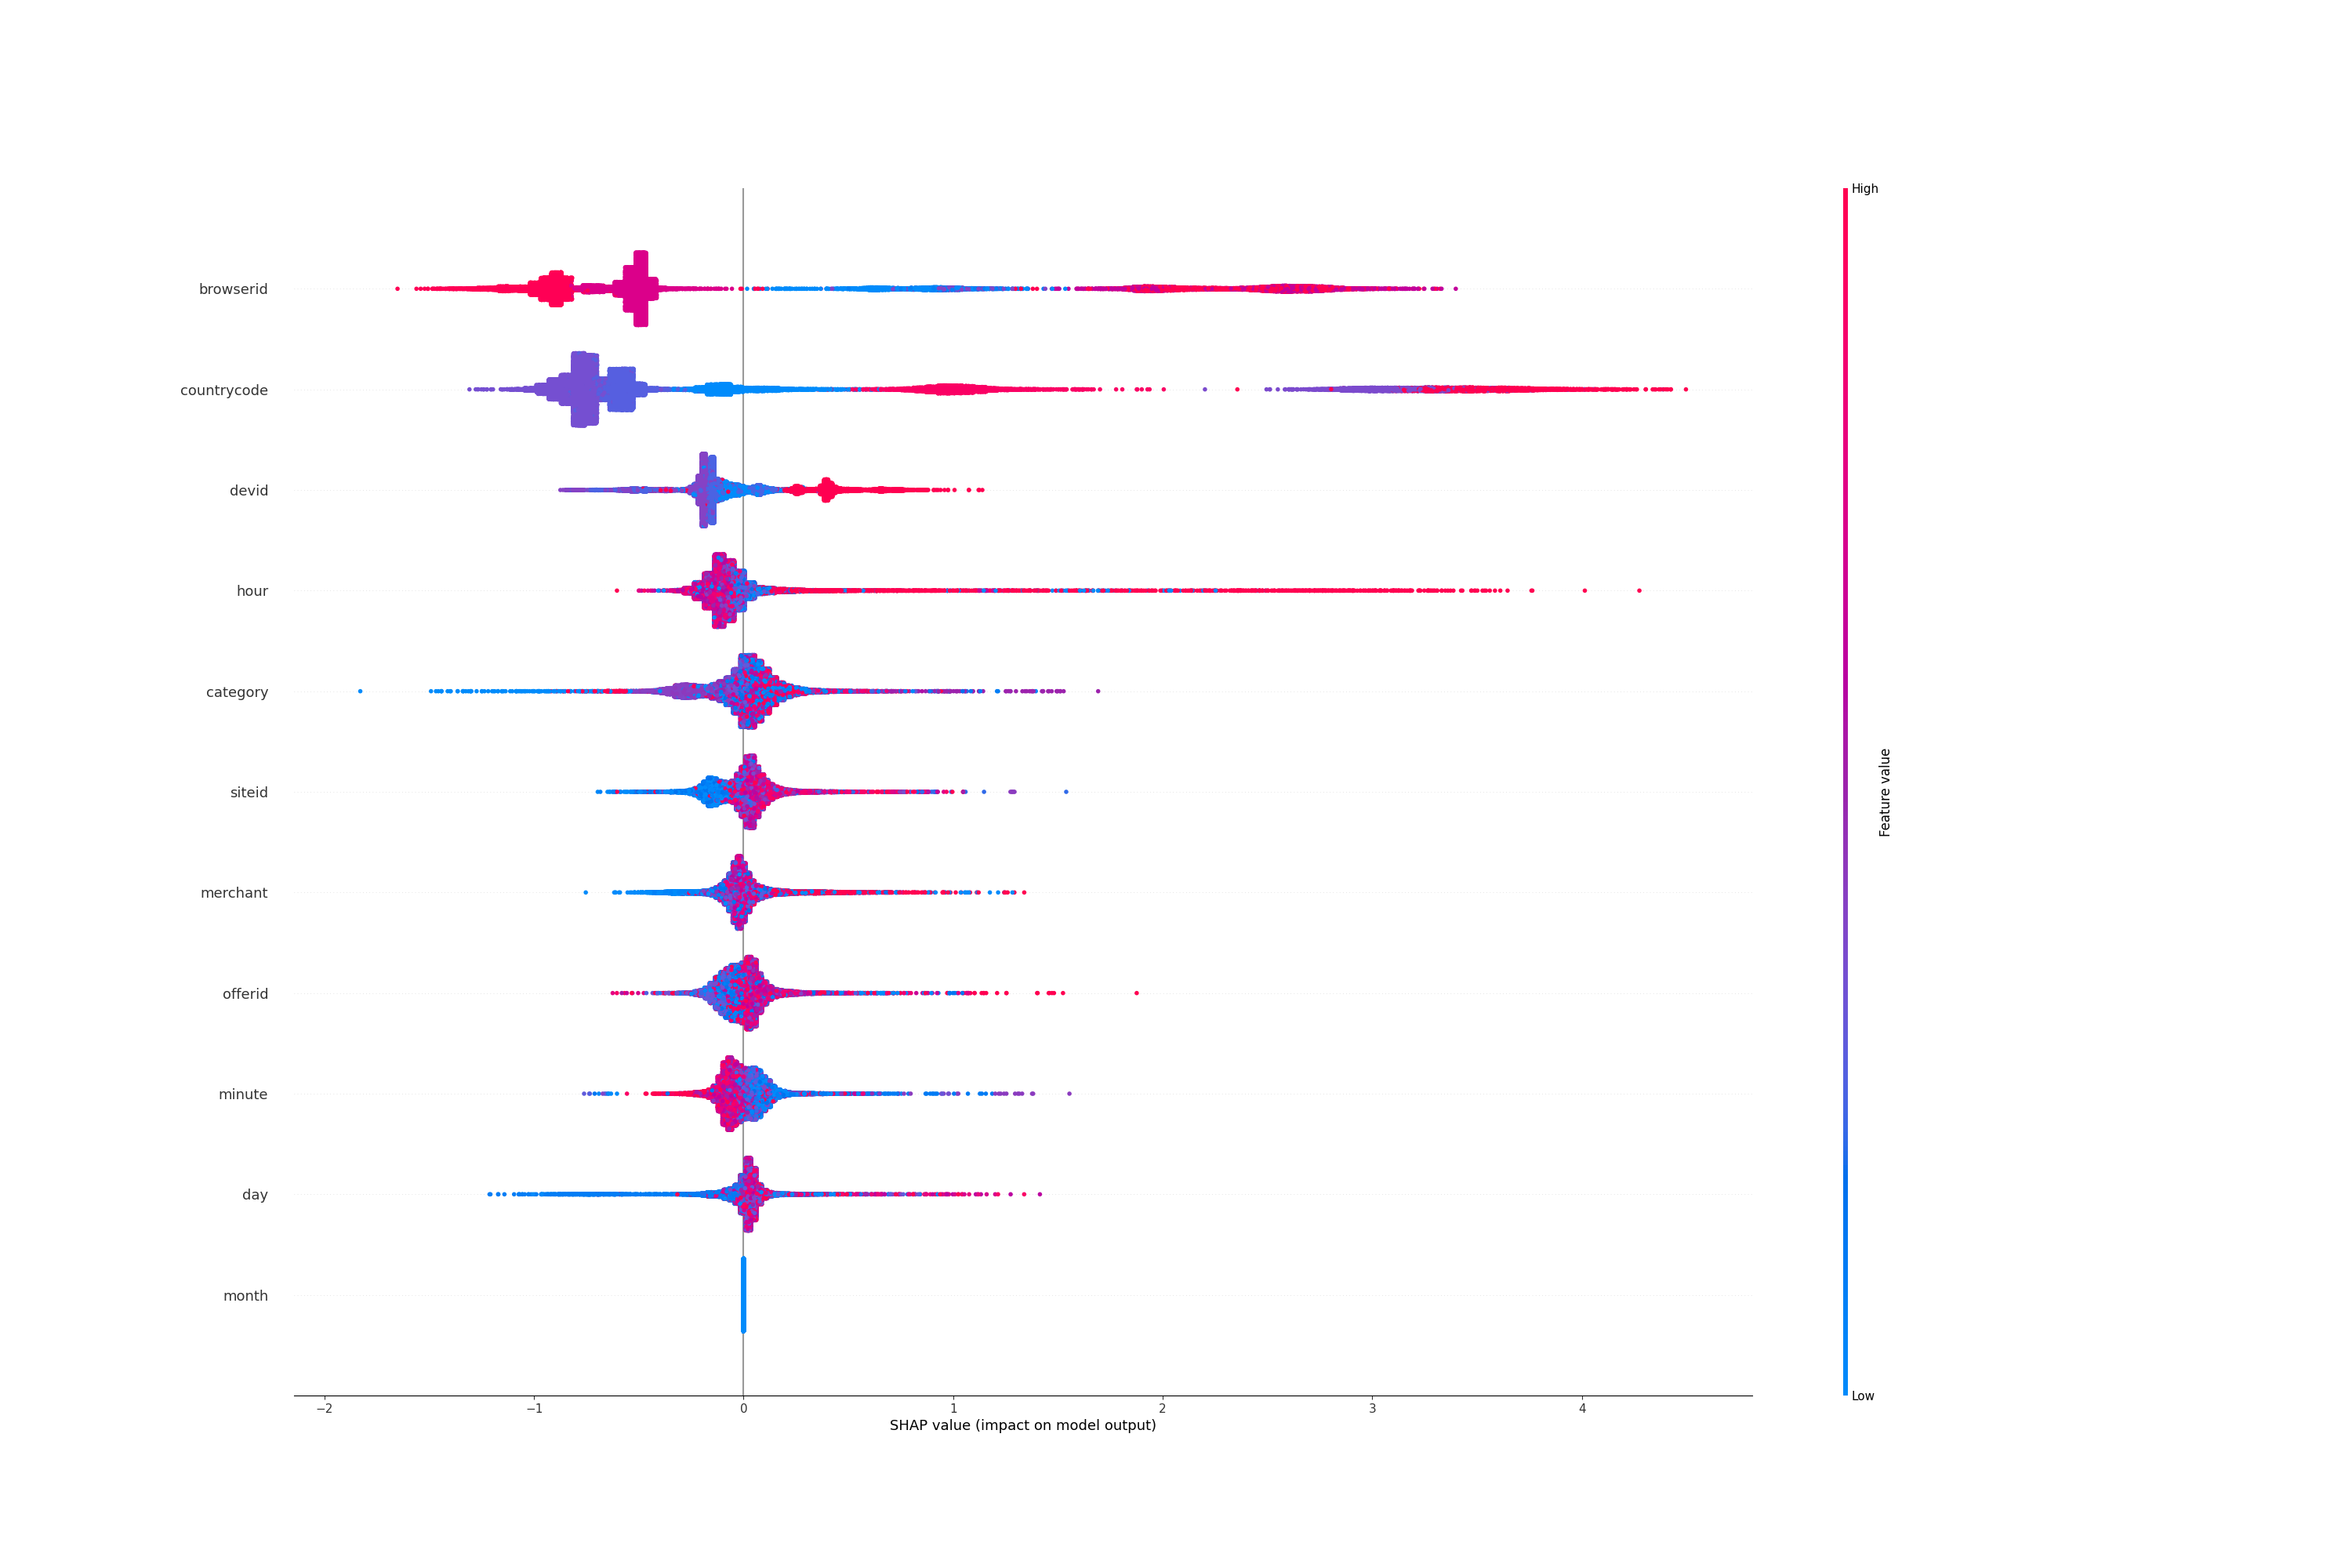 High
browserid
countrycode
devid
hour
category
siteid
Feature value
merchant
offerid
minute
day
month
Low
−2 −1 0 1 2 3 4
SHAP value (impact on model output)